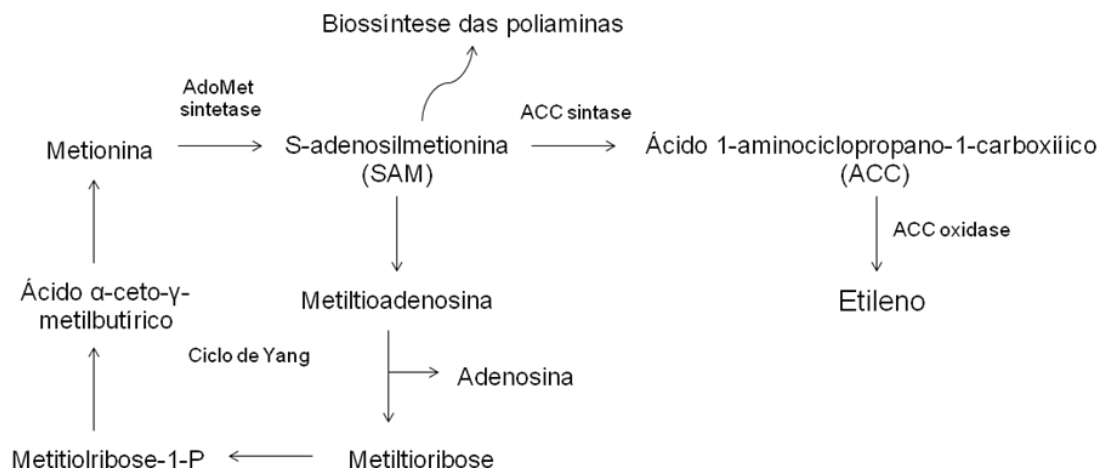 Biossíntese das poliaminas
AdoMet
sintetase
ACC sintase
Metionina
S-adenosilmetionina
(SAM)
Ácido 1-aminociclopropano-1-carboxiíico
(ACC)
ACC oxidase
Ácido α-ceto-γ-
metilbutírico
Metiltioadenosina
Etileno
Ciclo de Yang
Adenosina
Metitiolribose-1-P
Metiltioribose